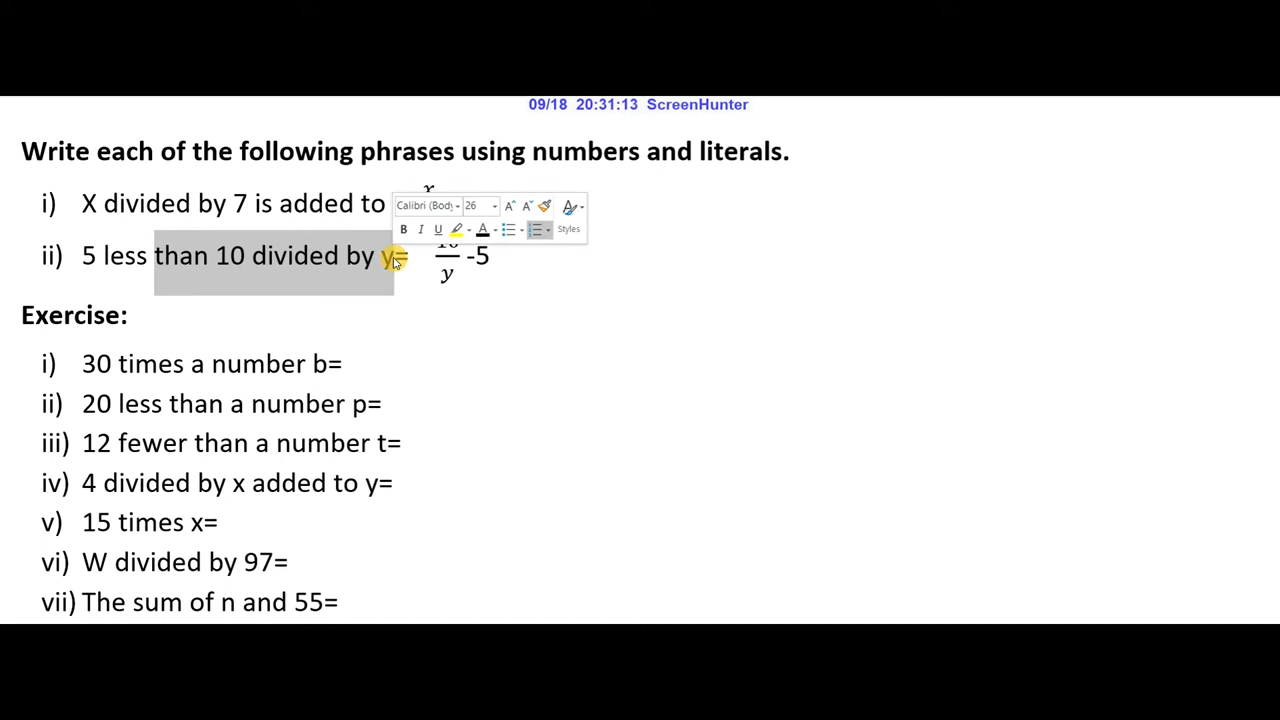 09/18 20:31:13 ScreenHunter
Write each of the following phrases using numbers and literals.
i) X divided by 7 is added to
Calibri (Body 26
B I U A Styles
ii) 5 less than 10 divided by y= 10/y -5
Exercise:
i) 30 times a number b=
ii) 20 less than a number p=
iii) 12 fewer than a number t=
iv) 4 divided by x added to y=
v) 15 times x=
vi) W divided by 97=
vii) The sum of n and 55=